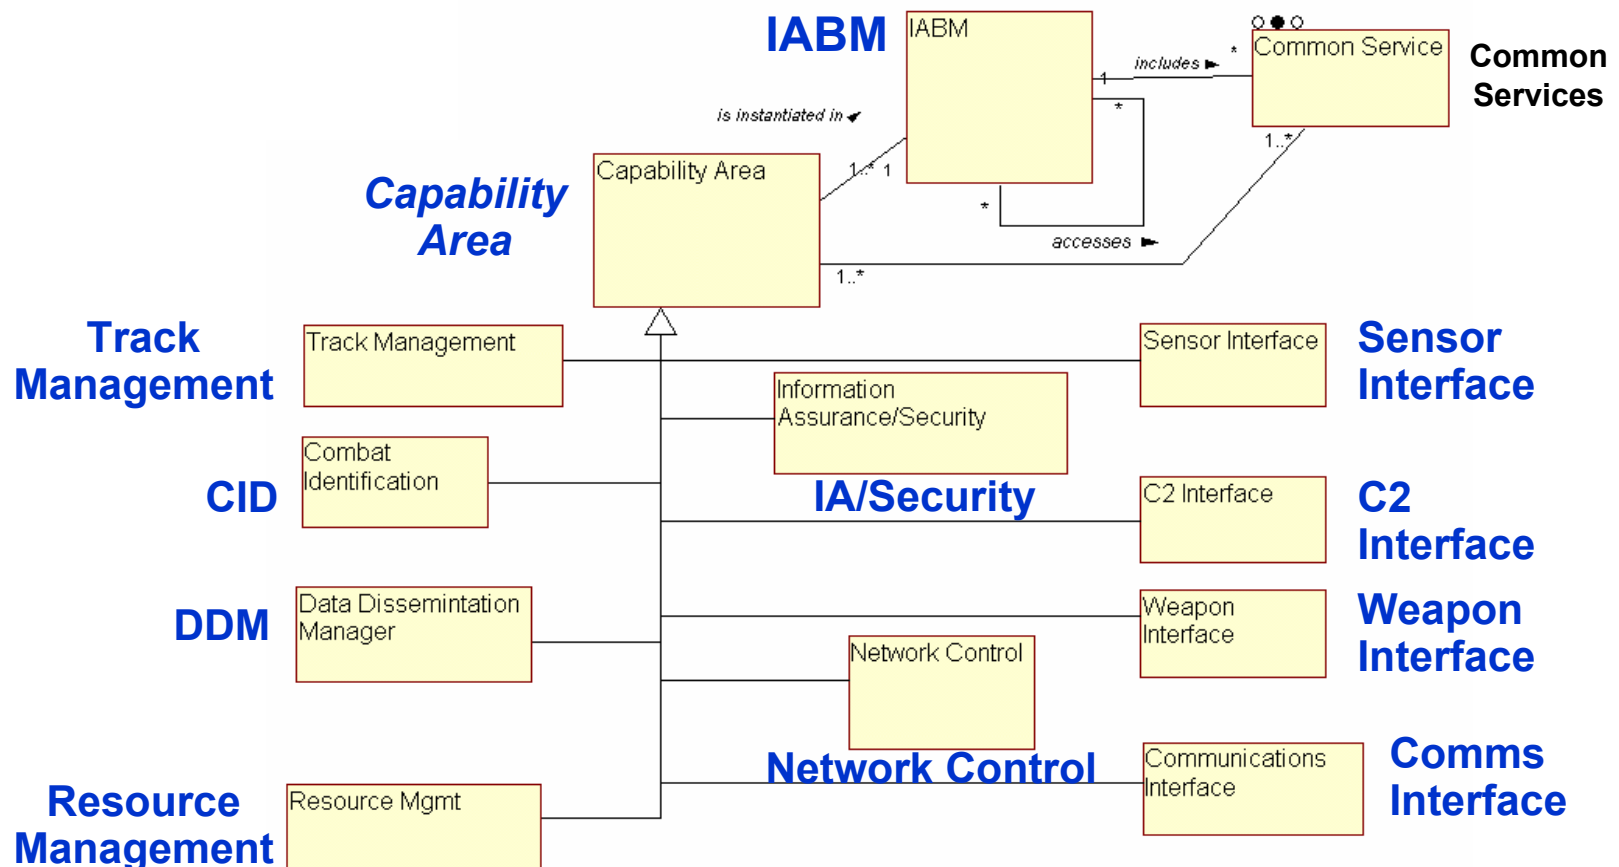 IABM
IABM
Common Service
Common
Services
includes
*
1
*
is instantiated in
1..*
1..* 1
Capability Area
Capability
Area
*
accesses
1..*
Track
Management
Track Management
Sensor Interface
Sensor
Interface
Information
Assurance/Security
IA/Security
Combat
Identification
CID
C2 Interface
C2
Interface
Data Dissemintation
Manager
DDM
Weapon
Interface
Weapon
Interface
Network Control
Network Control
Communications
Interface
Comms
Interface
Resource
Management
Resource Mgmt